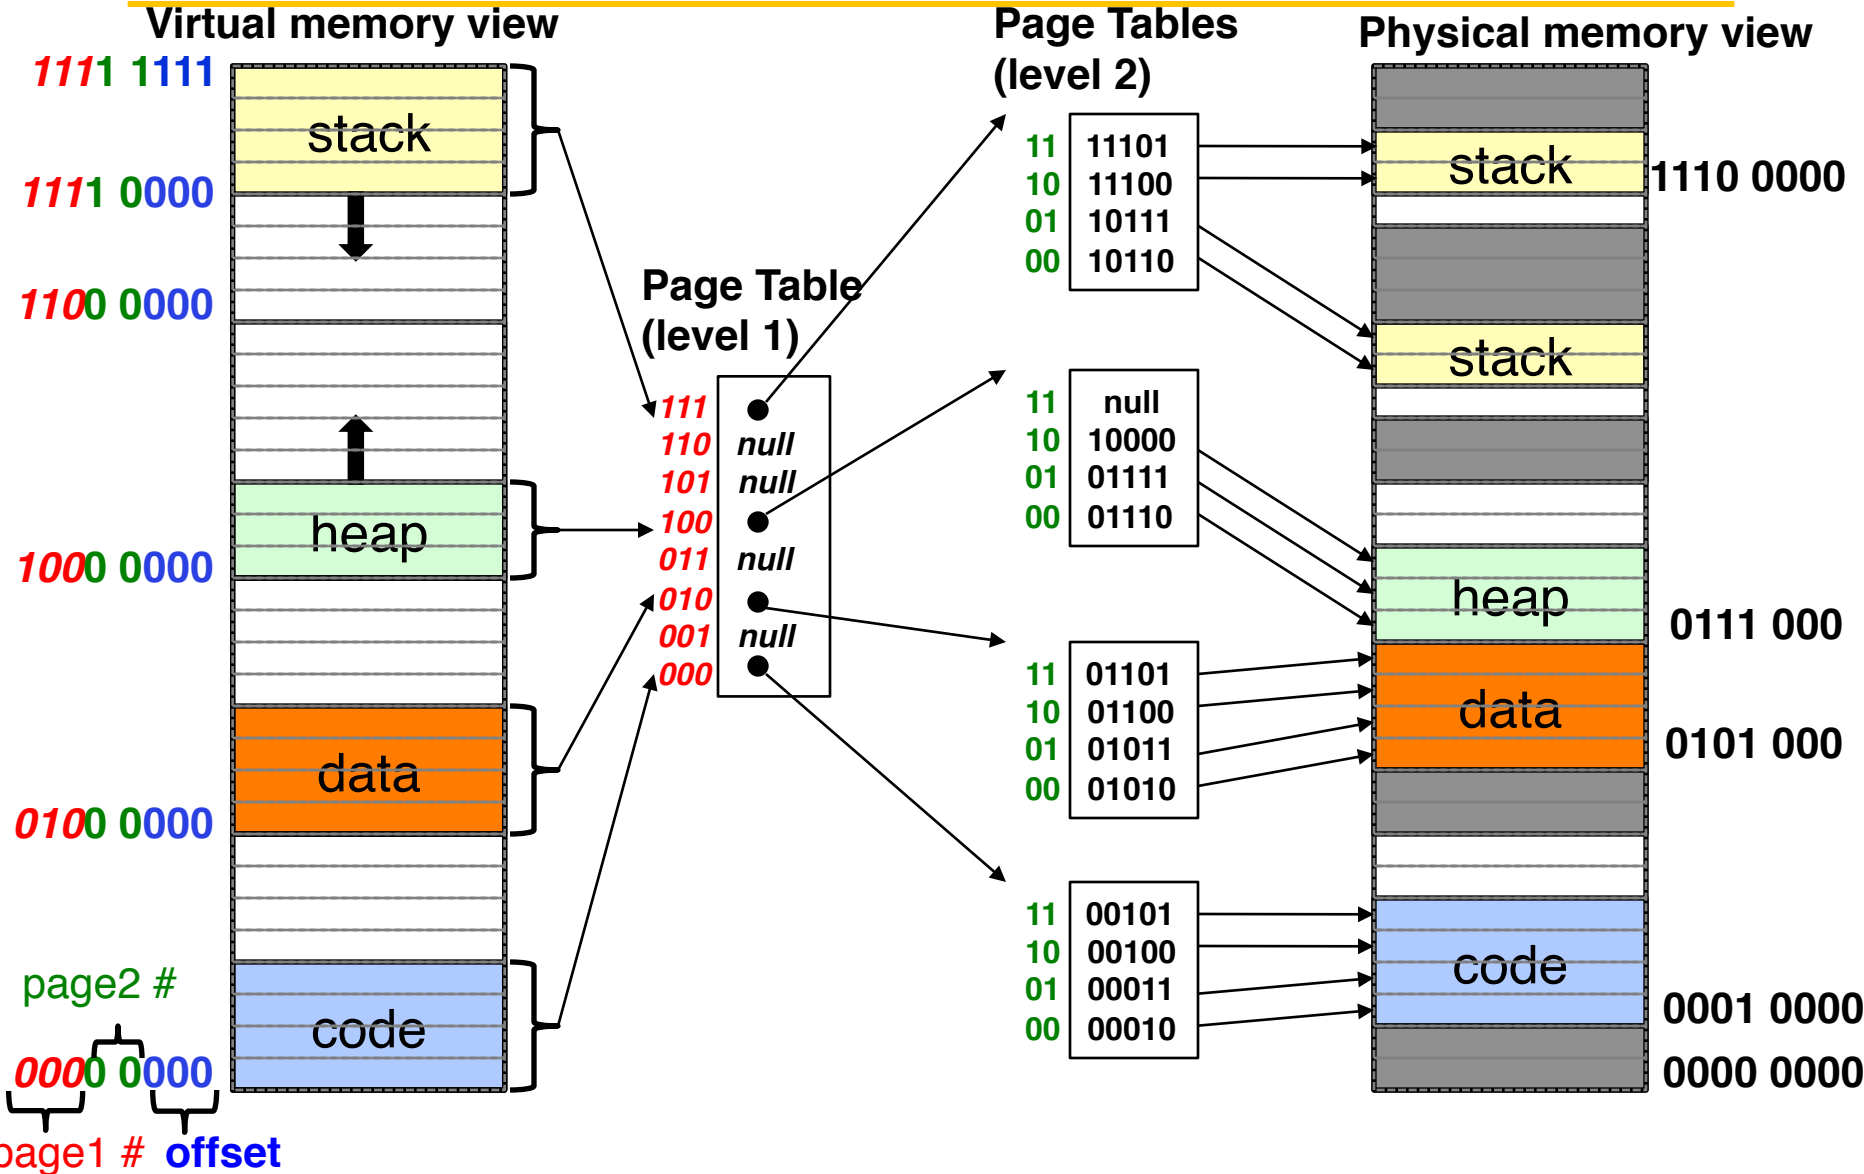 Virtual memory view
1111 1111
stack
1111 0000
1100 0000
heap
1000 0000
data
0100 0000
page2 #
code
0000 0000
page1 # offset
Page Table
(level 1)
111
110 null
101 null
100
011 null
010
001 null
000
Page Tables
(level 2)
11 11101
10 11100
01 10111
00 10110
11 null
10 10000
01 01111
00 01110
11 01101
10 01100
01 01011
00 01010
11 00101
10 00100
01 00011
00 00010
Physical memory view
stack
1110 0000
stack
heap
0111 000
data
0101 000
code
0001 0000
0000 0000